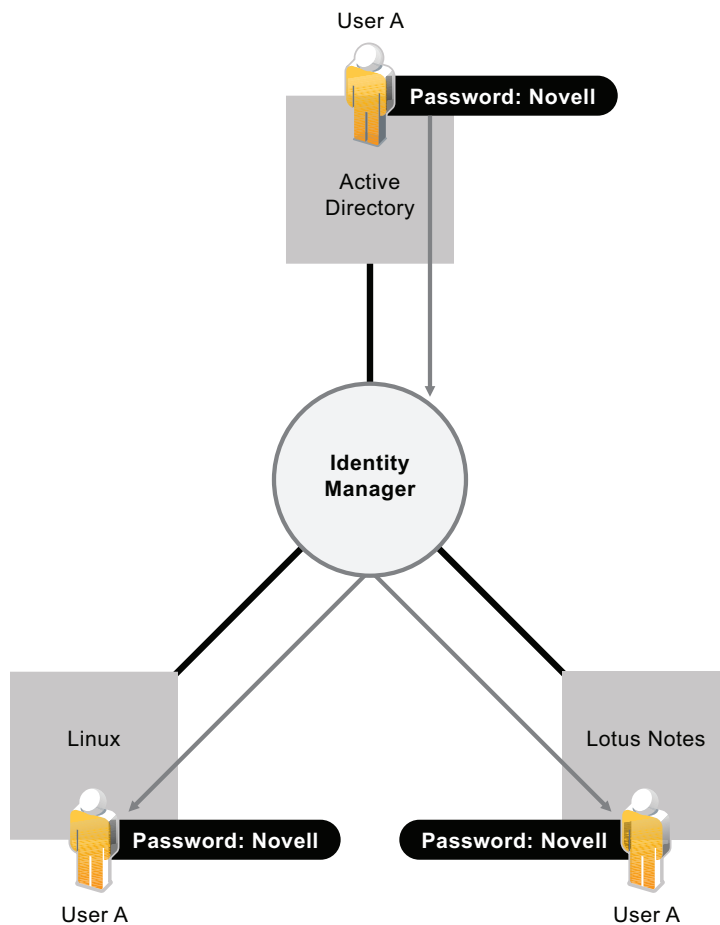 User A
Password: Novell
Active
Directory
Identity
Manager
Linux
Lotus Notes
Password: Novell
Password: Novell
User A
User A